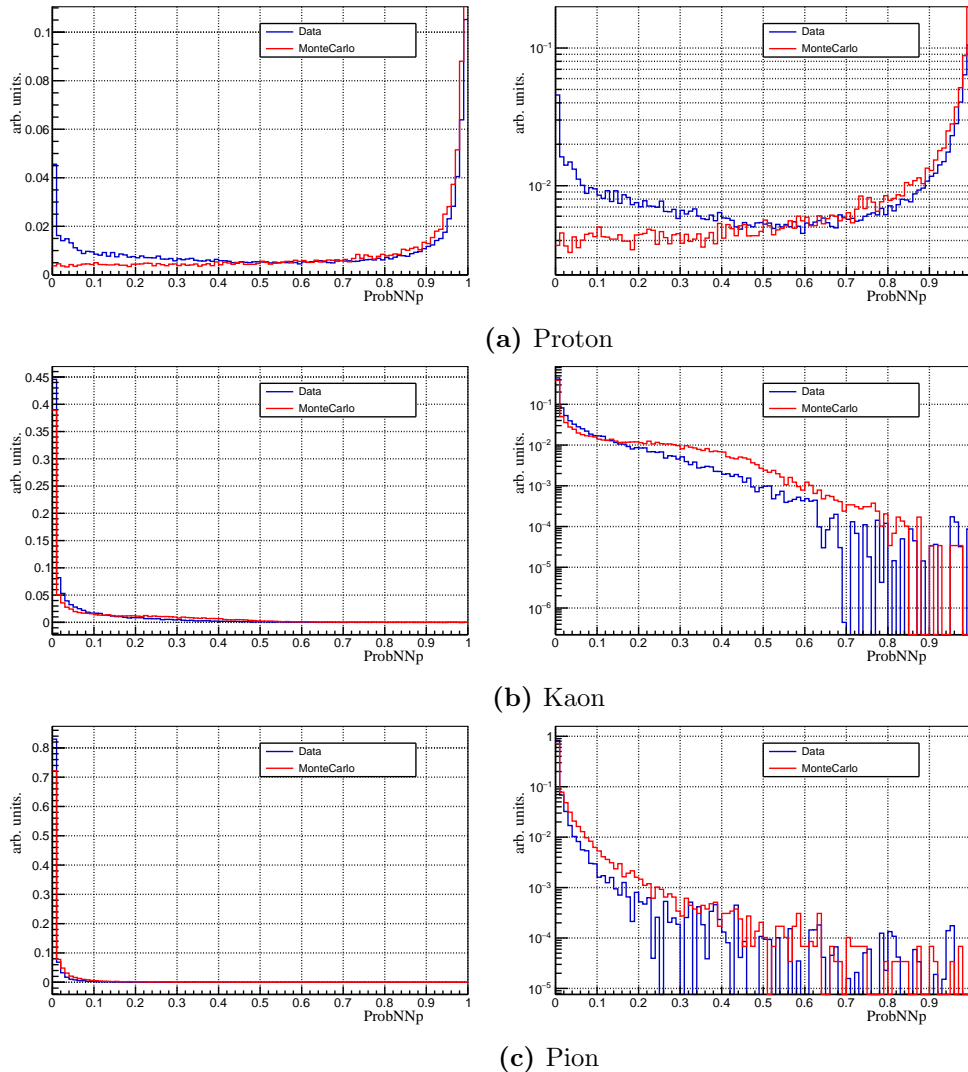 arb. units.
0.1
0.08
0.06
0.04
0.02
0
0 0.1 0.2 0.3 0.4 0.5 0.6 0.7 0.8 0.9 1
ProbNNp
Data
MonteCarlo
arb. units.
10−1
10−2
0 0.1 0.2 0.3 0.4 0.5 0.6 0.7 0.8 0.9
ProbNNp
Data
MonteCarlo
(a) Proton
arb. units.
0.45
0.4
0.35
0.3
0.25
0.2
0.15
0.1
0.05
0
0 0.1 0.2 0.3 0.4 0.5 0.6 0.7 0.8 0.9 1
ProbNNp
Data
MonteCarlo
arb. units.
10−1
10−2
10−3
10−4
10−5
10−6
0 0.1 0.2 0.3 0.4 0.5 0.6 0.7 0.8 0.9
ProbNNp
Data
MonteCarlo
(b) Kaon
arb. units.
0.8
0.7
0.6
0.5
0.4
0.3
0.2
0.1
0
0 0.1 0.2 0.3 0.4 0.5 0.6 0.7 0.8 0.9 1
ProbNNp
Data
MonteCarlo
arb. units.
1
10−1
10−2
10−3
10−4
10−5
0 0.1 0.2 0.3 0.4 0.5 0.6 0.7 0.8 0.9
ProbNNp
Data
MonteCarlo
(c) Pion